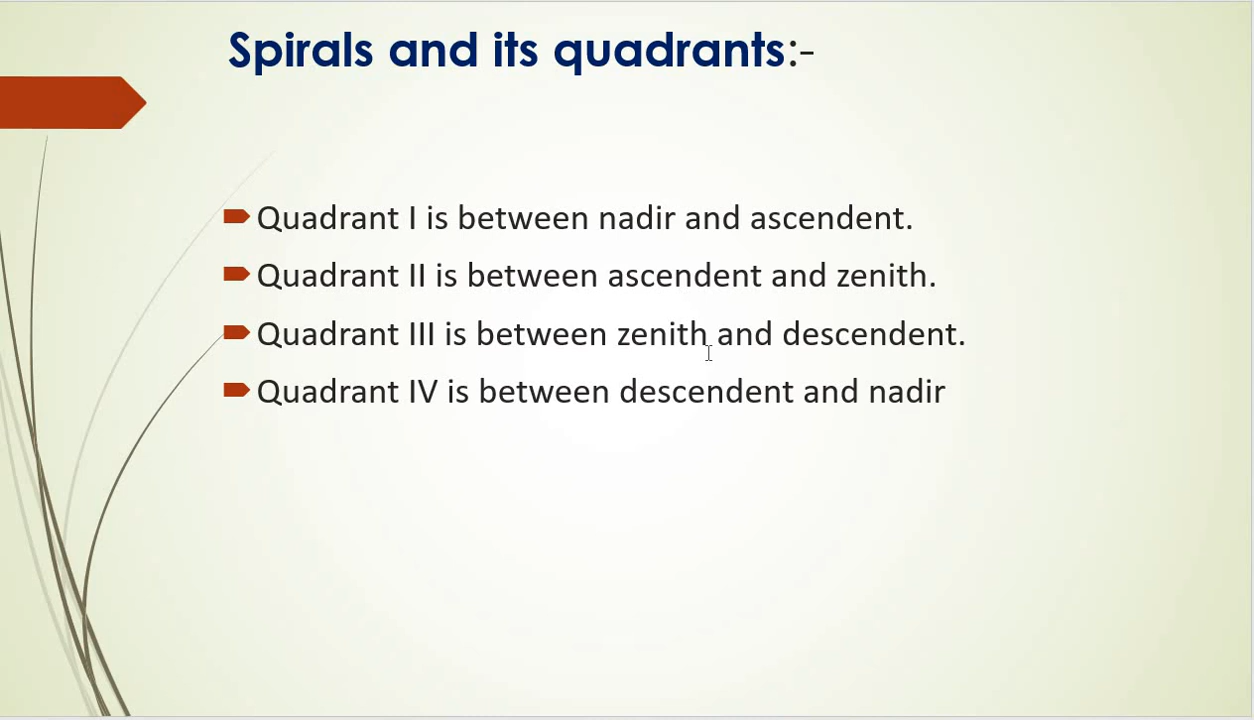 Spirals and its quadrants:-
Quadrant I is between nadir and ascendent.
Quadrant II is between ascendent and zenith.
Quadrant III is between zenith and descendent.
Quadrant IV is between descendent and nadir